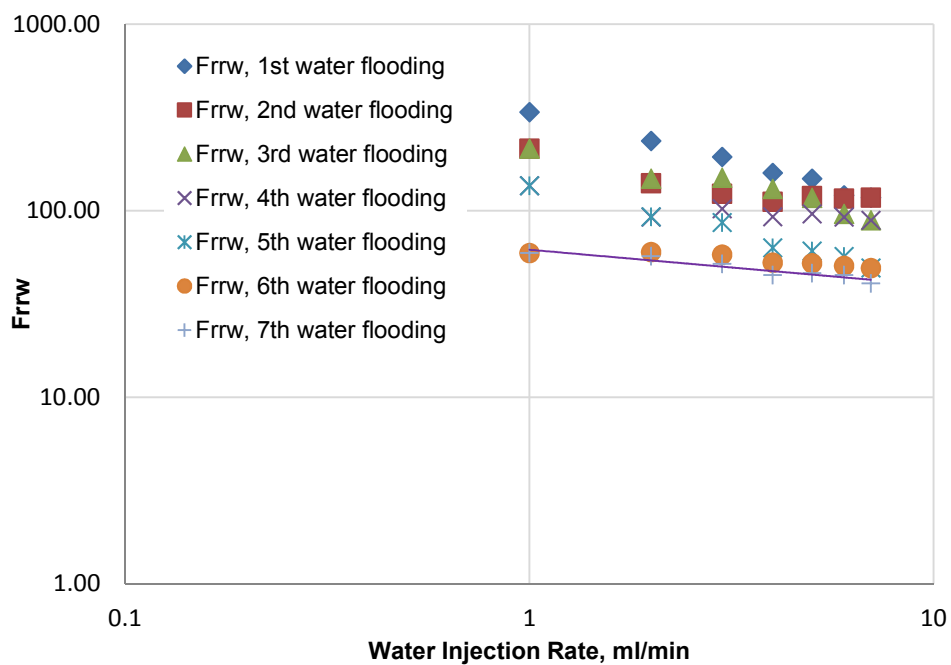 1000.00
Frrw, 1st water flooding
Frrw, 2nd water flooding
Frrw, 3rd water flooding
100.00
Frrw, 4th water flooding
Frrw, 5th water flooding
Frrw, 6th water flooding
Frrw
Frrw, 7th water flooding
10.00
1.00
0.1
1
10
Water Injection Rate, ml/min